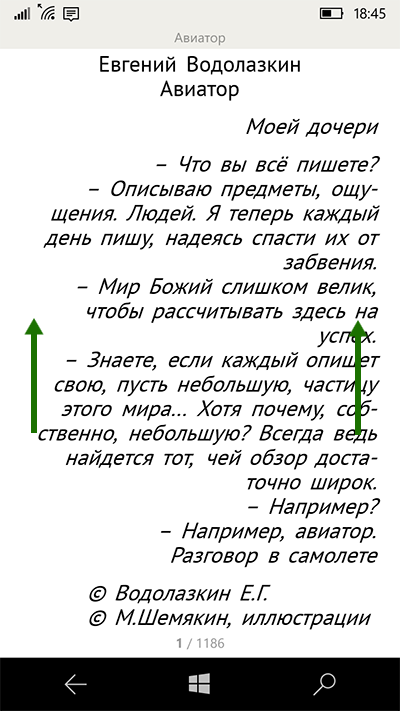 18:45
Авиатор
Евгений Водолазкин
Авиатор
Моей дочери
– Что вы всё пишете?
– Описываю предметы, ощу-
щения. Людей. Я теперь каждый
день пишу, надеясь спасти их от
забвения.
– Мир Божий слишком велик,
чтобы рассчитывать здесь на
успех.
– Знаете, если каждый опишет
свою, пусть небольшую, частицу
этого мира... Хотя почему, соб-
ственно, небольшую? Всегда ведь
найдется тот, чей обзор доста-
точно широк.
– Например?
– Например, авиатор.
Разговор в самолете
© Водолазкин Е.Г.
© М.Шемякин, иллюстрации
1 / 1186